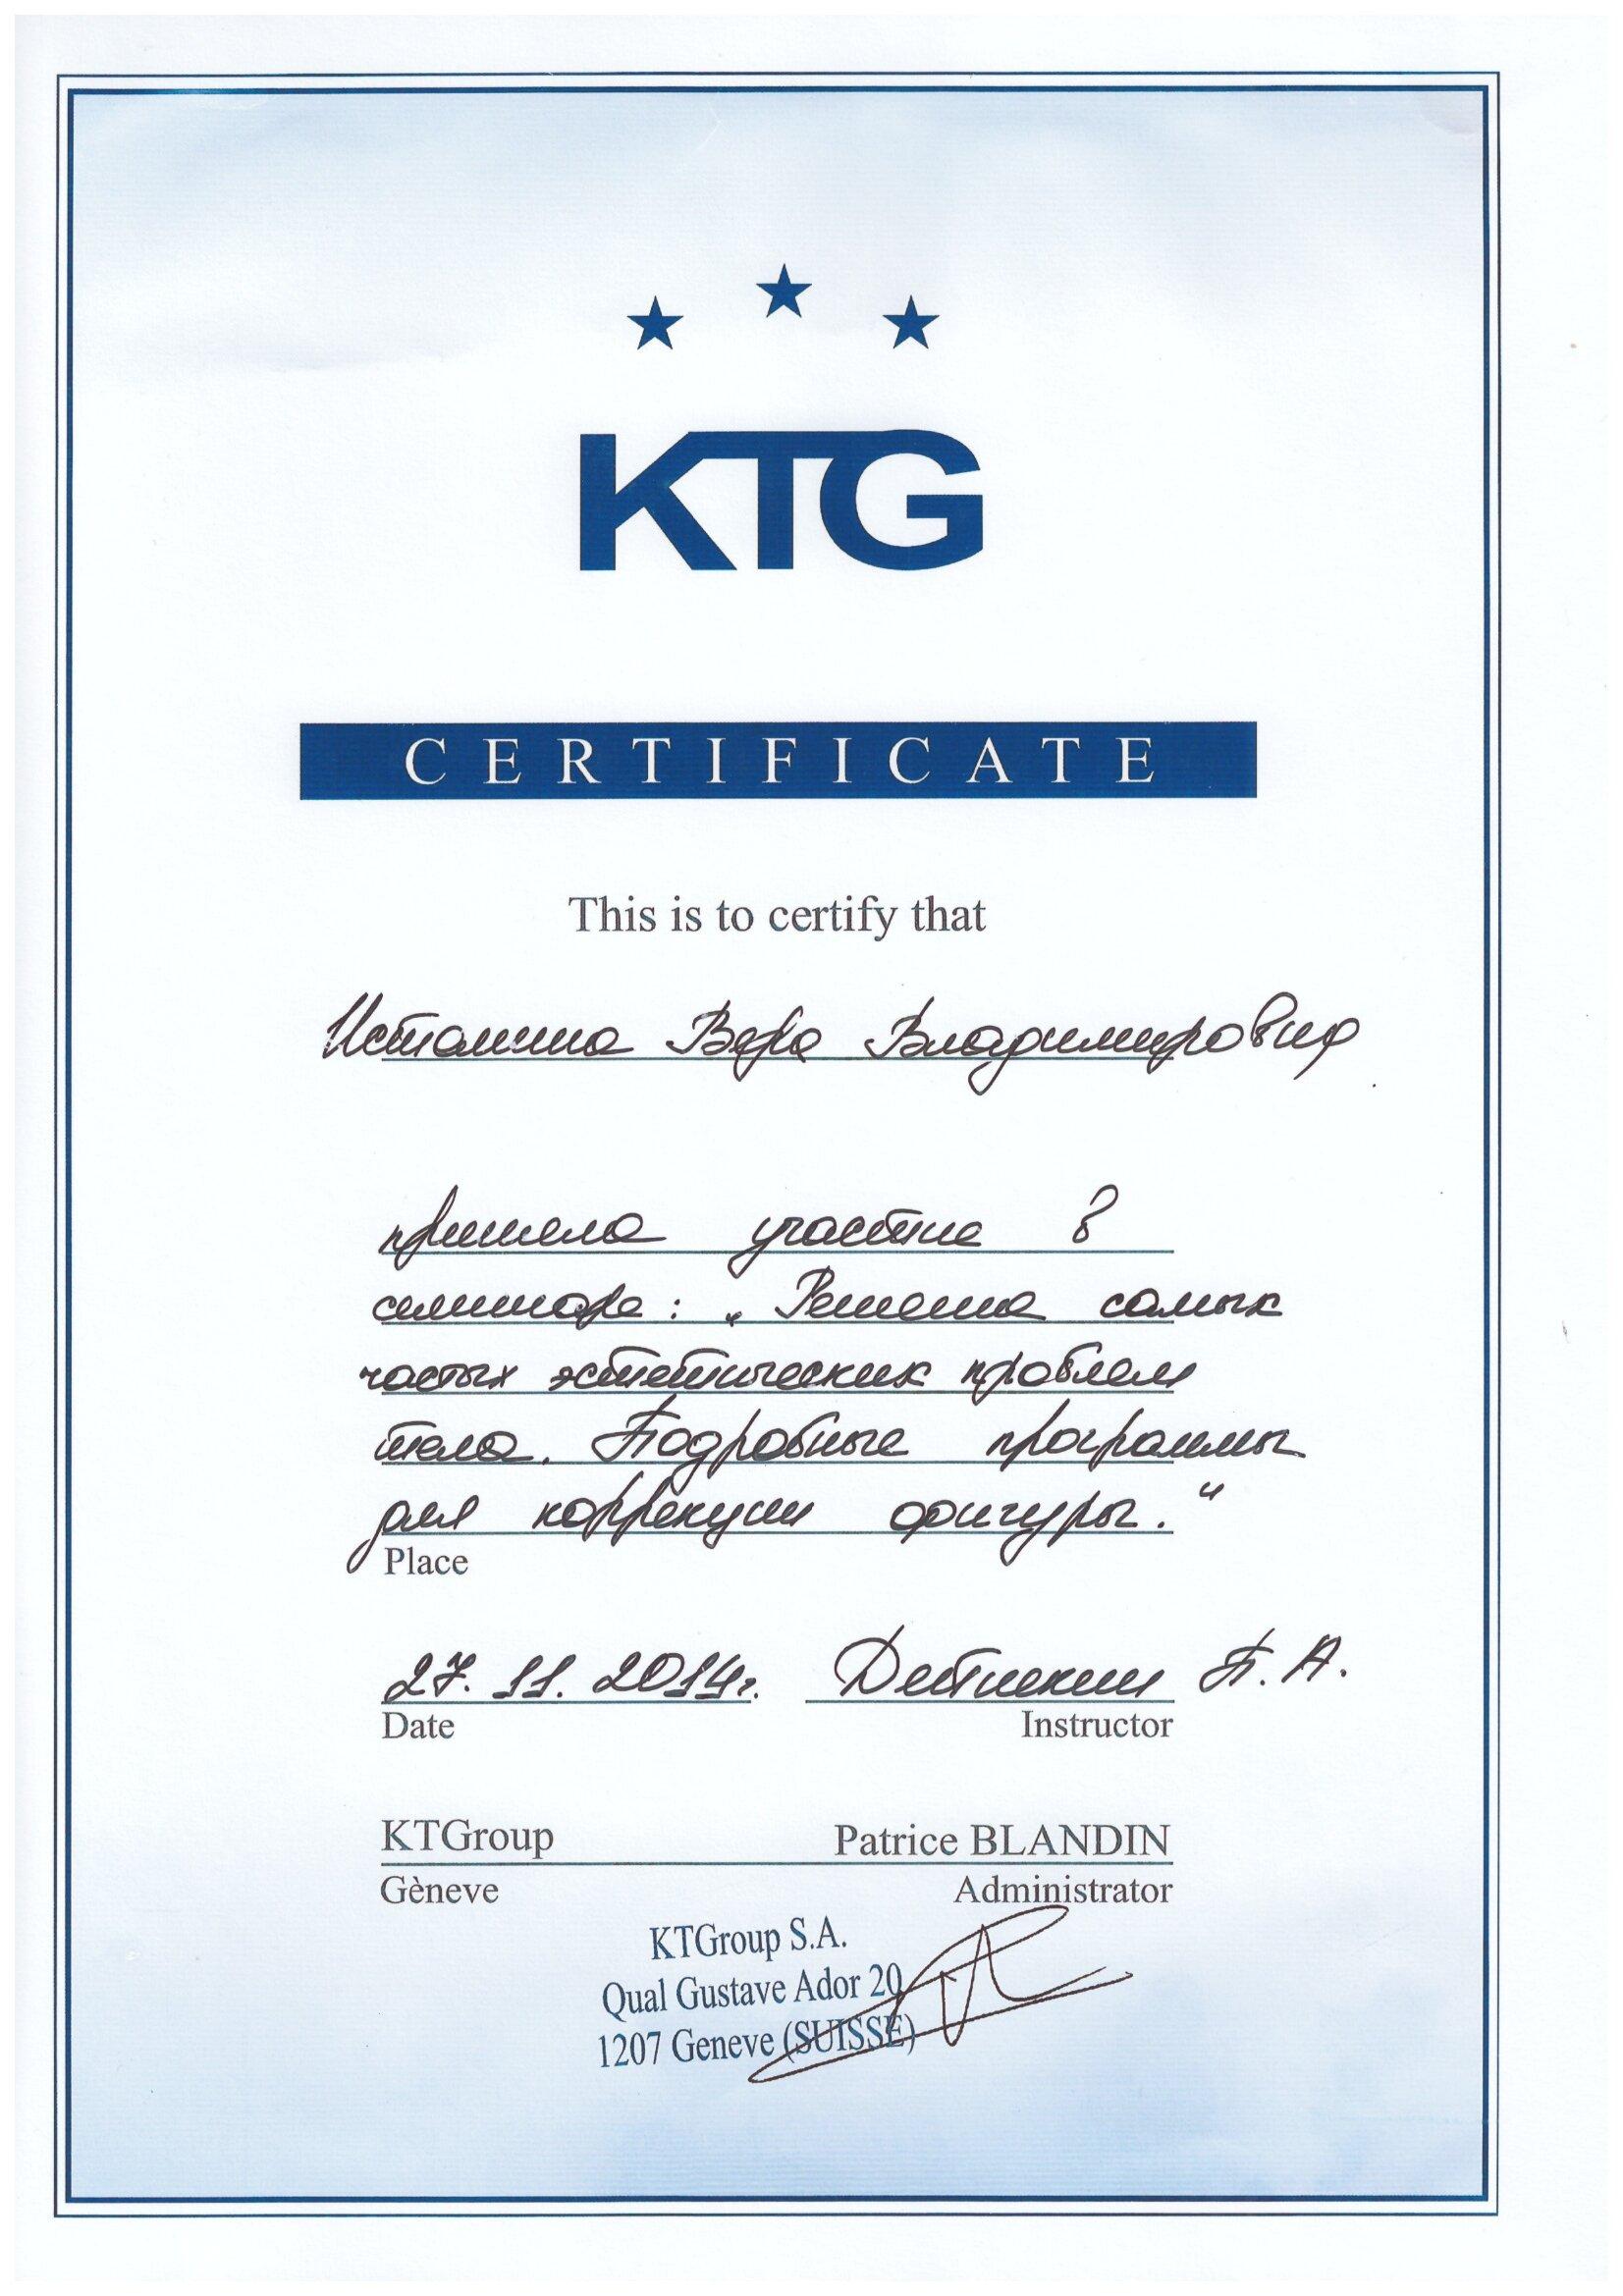 KTG
CERTIFICATE
This is to certify that
Истомина Вера Владимировна
приняла участие в
семинаре: „Решение самых
частых эстетических проблем
тела. Подробные программы
для коррекции фигуры."
Place
27. 11. 2014г. П. А.
Date Instructor
KTGroup Patrice BLANDIN
Gèneve Administrator
KTGroup S.A.
Qual Gustave Ador 20
1207 Geneve (SUISSE)